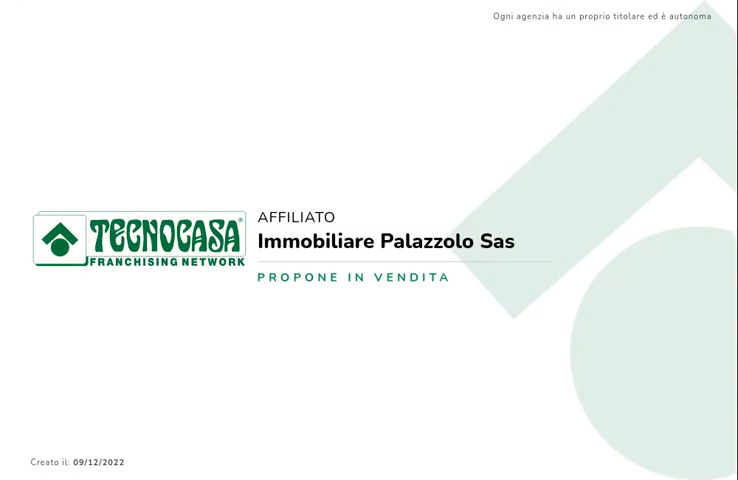 Ogni agenzia ha un proprio titolare ed è autonoma
AFFILIATO
TECNOCASA®
Immobiliare Palazzolo Sas
FRANCHISING NETWORK
PROPONE IN VENDITA
Creato il: 09/12/2022